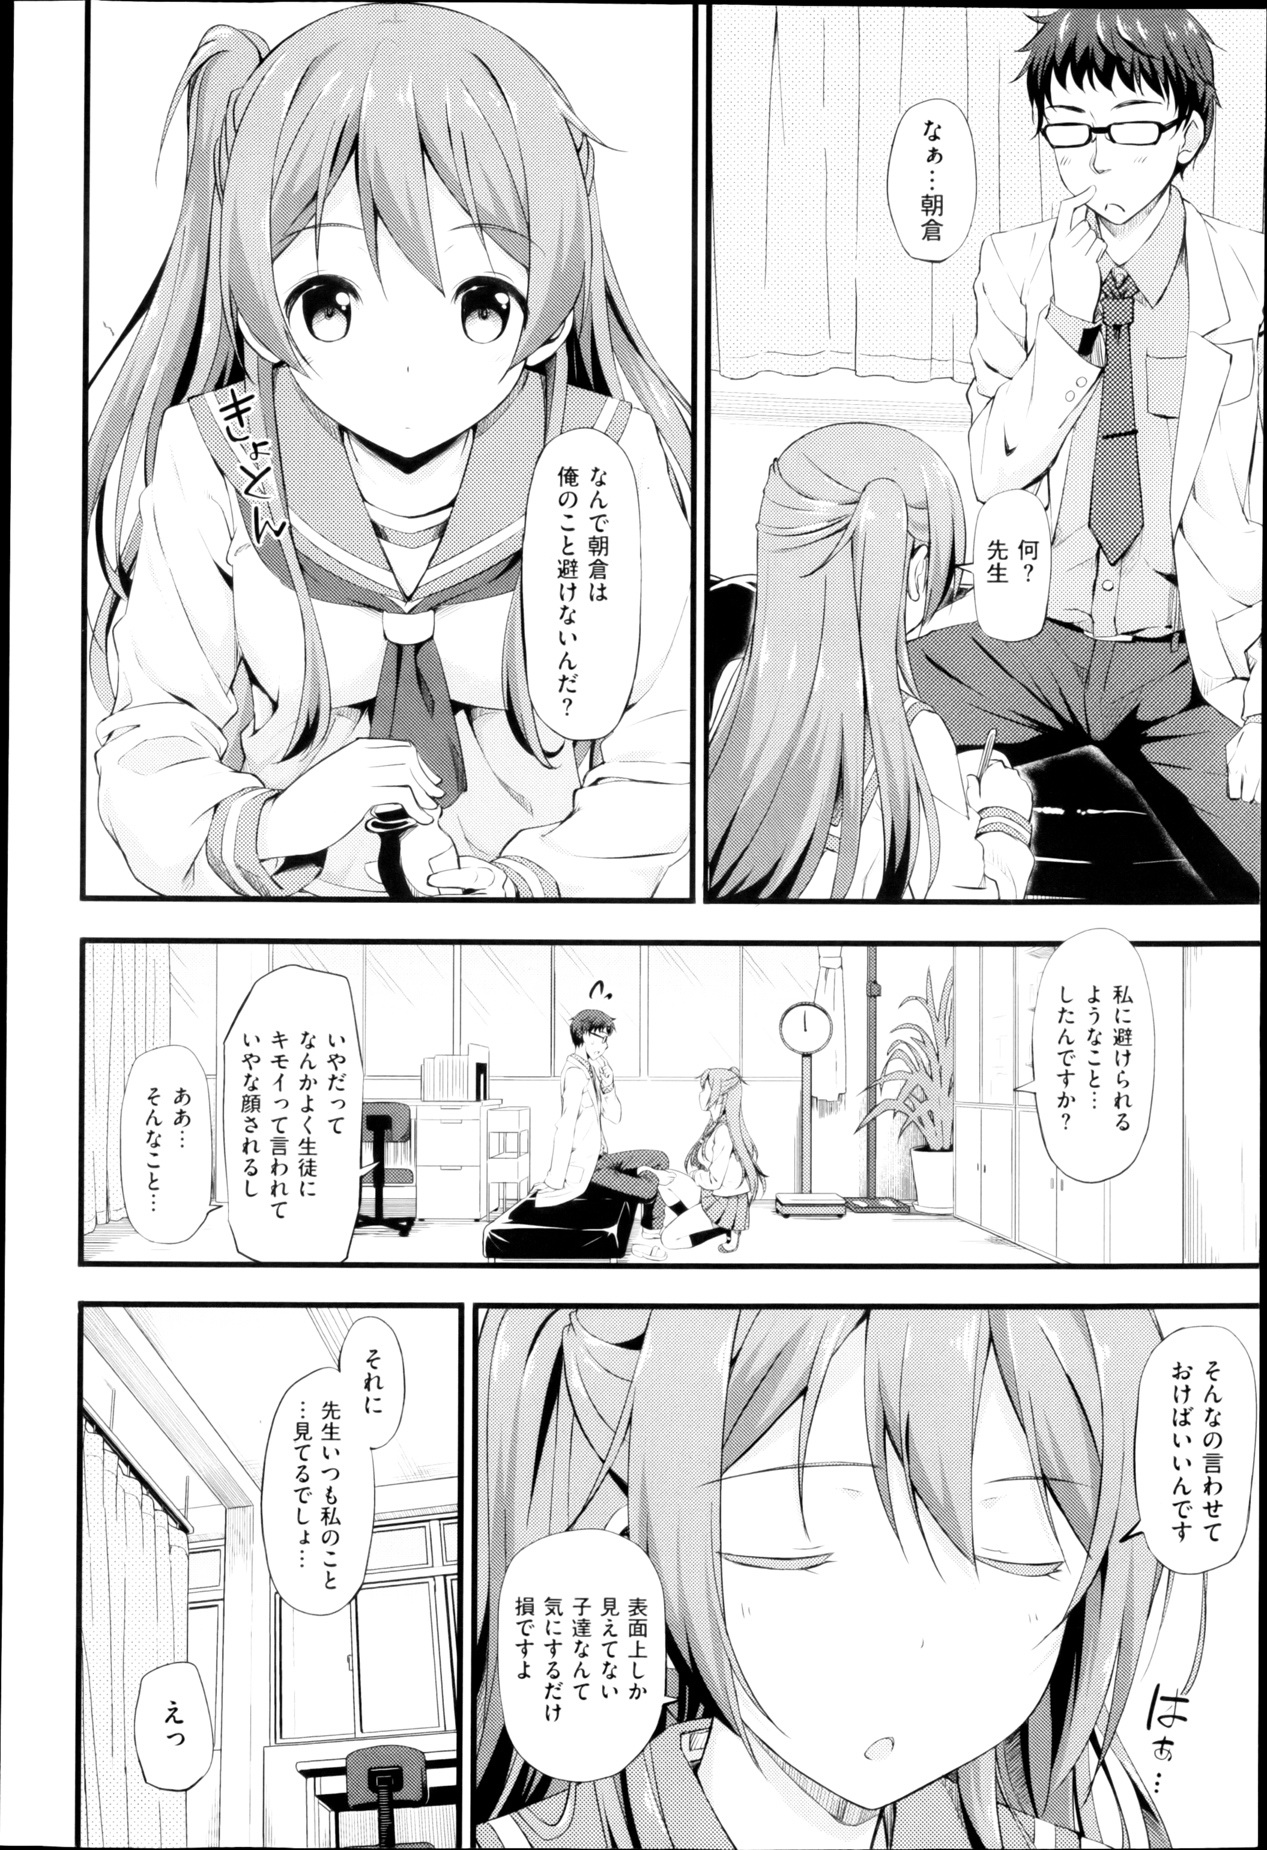 なぁ…朝倉
何?
先生
なんで朝倉は
俺のこと避けないんだ?
きょとん
私に避けられる
ようなこと…
したんですか?
いやだって
なんかよく生徒に
キモイって言われて
いやな顔されるし
ああ…
そんなこと…
そんなの言わせて
おけばいいんです
はぁ…
表面上しか
見えてない
子達なんて
気にするだけ
損ですよ
それに
先生いつも私のこと
…見てるでしょ…
えっ